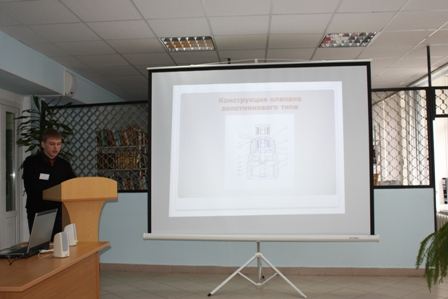 Конструкция клапана
золотникового типа